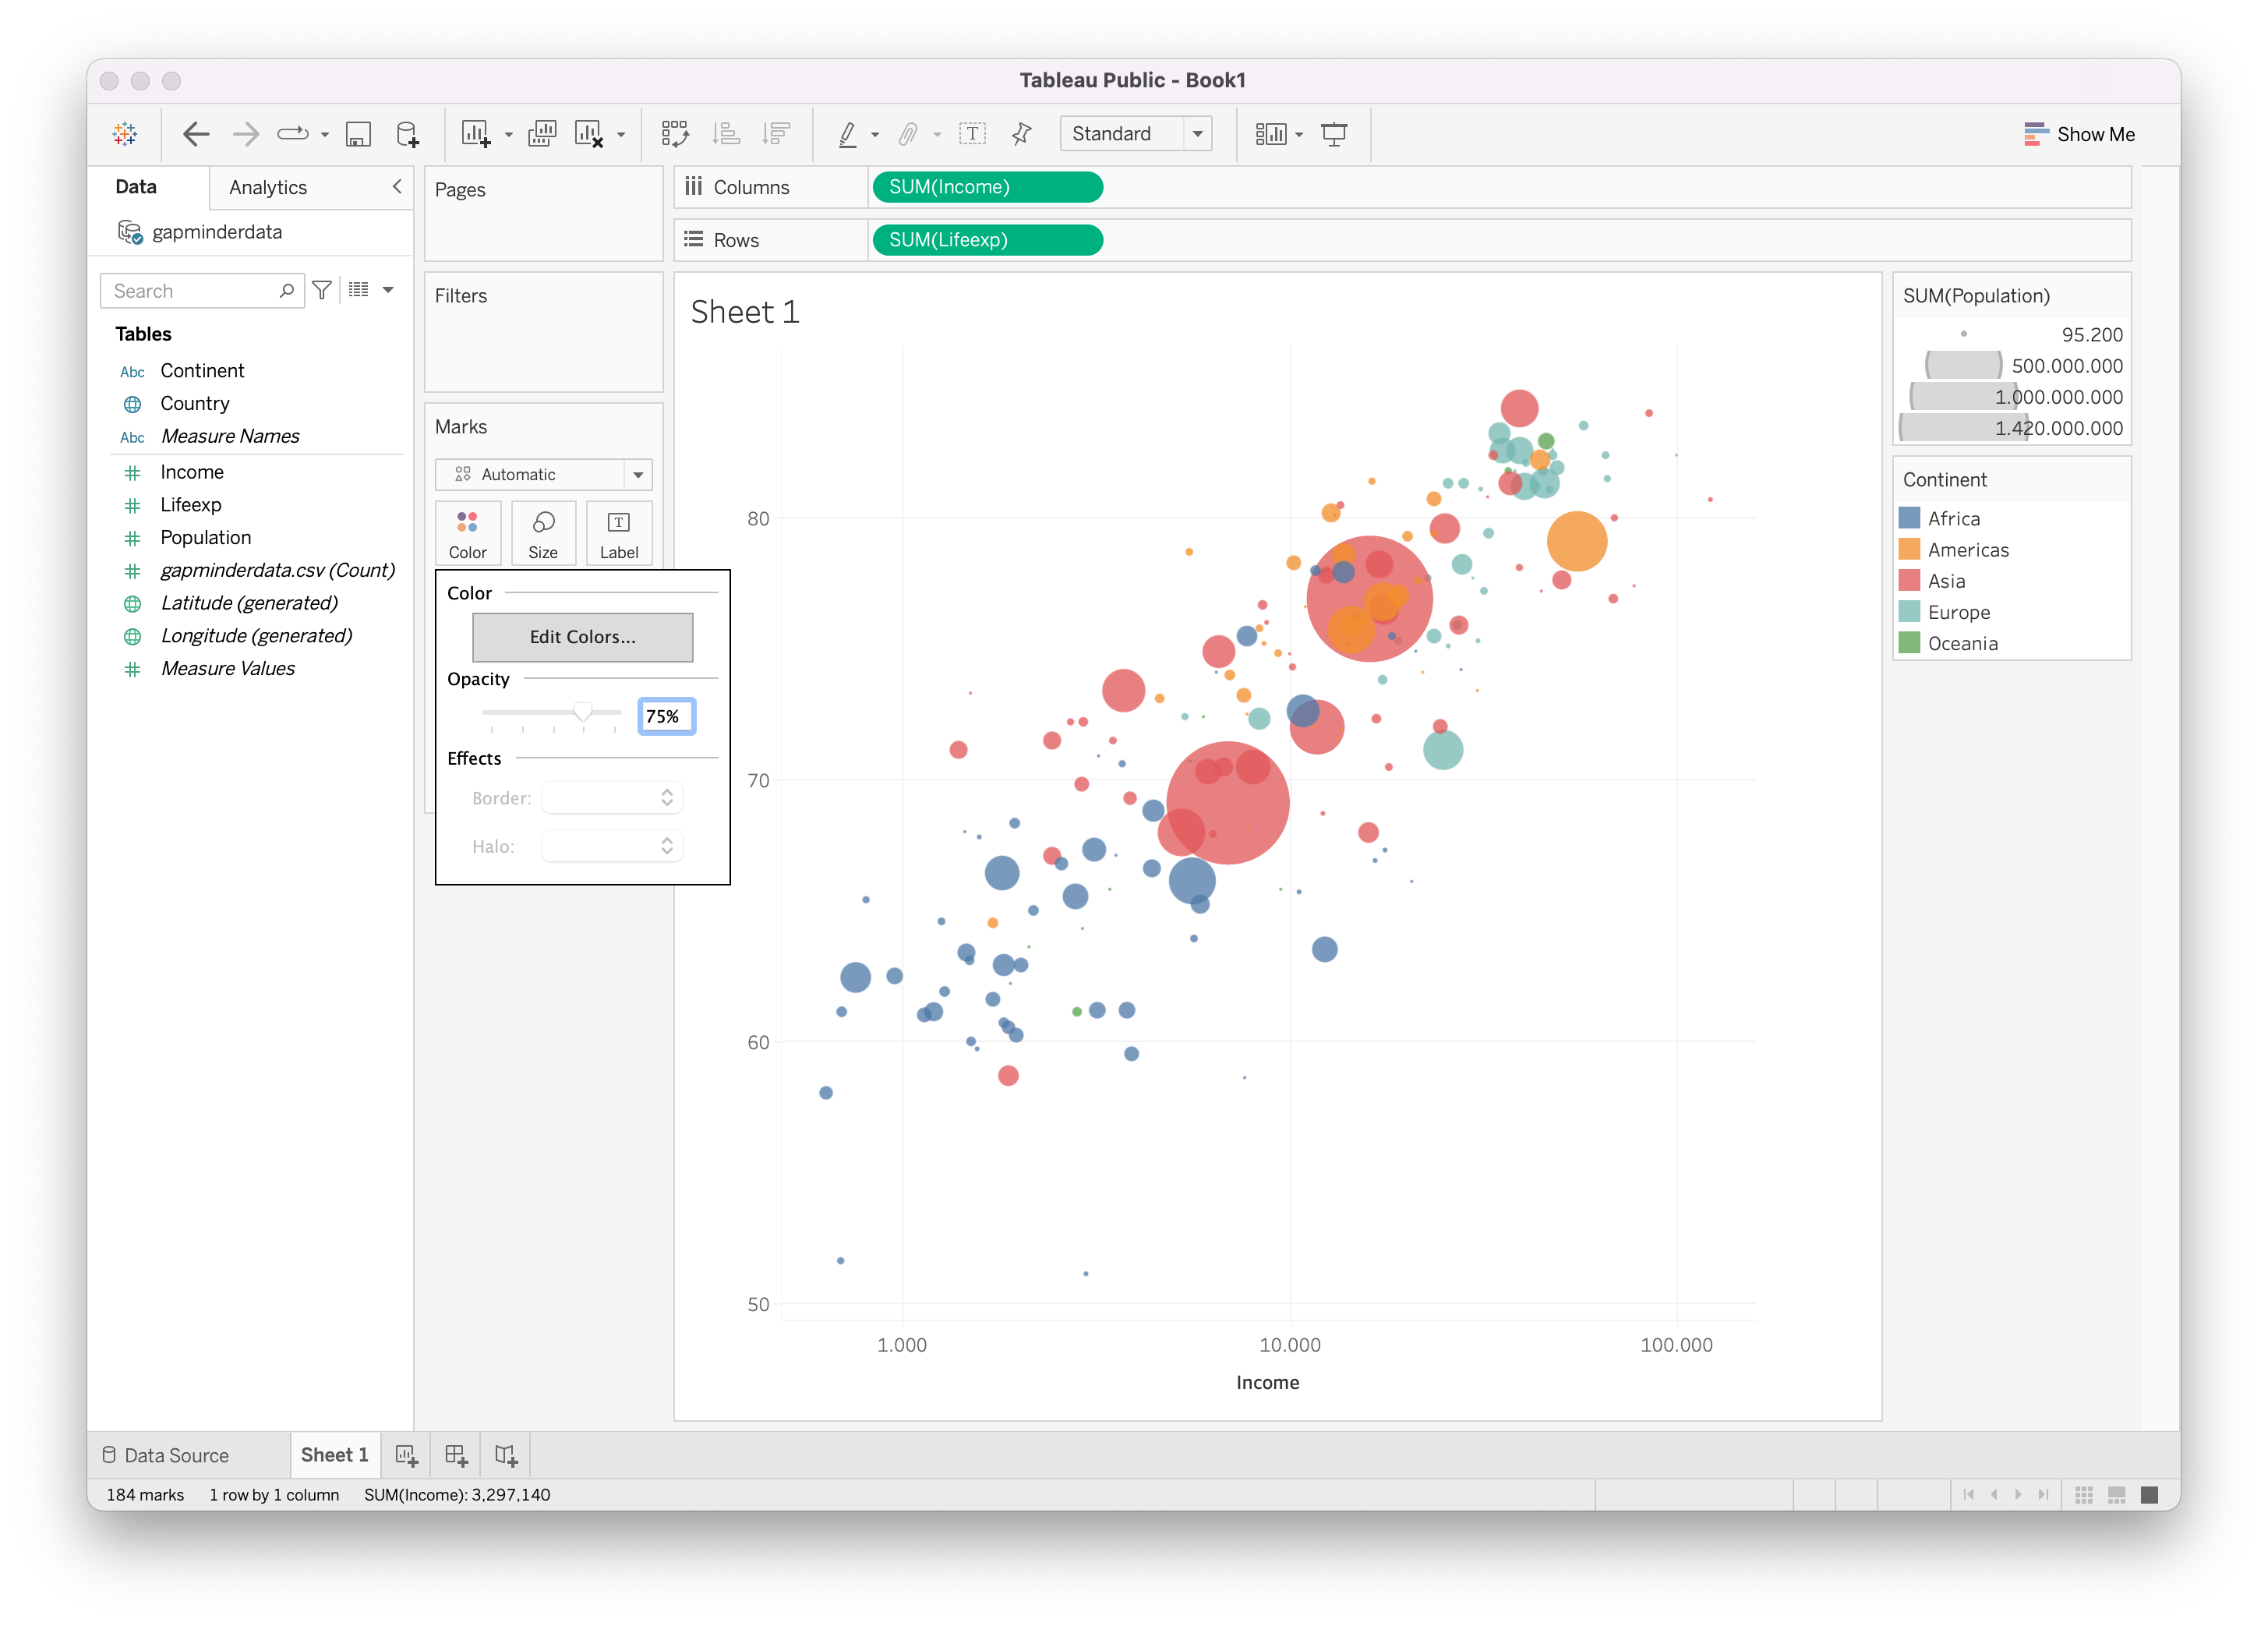 Tableau Public - Book1
Standard
Show Me
Data
Analytics
gapminderdata
Search
Tables
Abc Continent
Country
Abc Measure Names
Income
Lifeexp
Population
gapminderdata.csv (Count)
Latitude (generated)
Longitude (generated)
Measure Values
Pages
Filters
Marks
Automatic
Color
Size
T
Label
Color
Edit Colors...
Opacity
75%
Effects
Border:
Halo:
Columns
SUM(Income)
Rows
SUM(Lifeexp)
Sheet 1
80
70
60
50
1.000
10.000
100.000
Income
SUM(Population)
95.200
500.000.000
1.000.000.000
1.420.000.000
Continent
Africa
Americas
Asia
Europe
Oceania
Data Source
Sheet 1
184 marks
1 row by 1 column
SUM(Income): 3,297,140